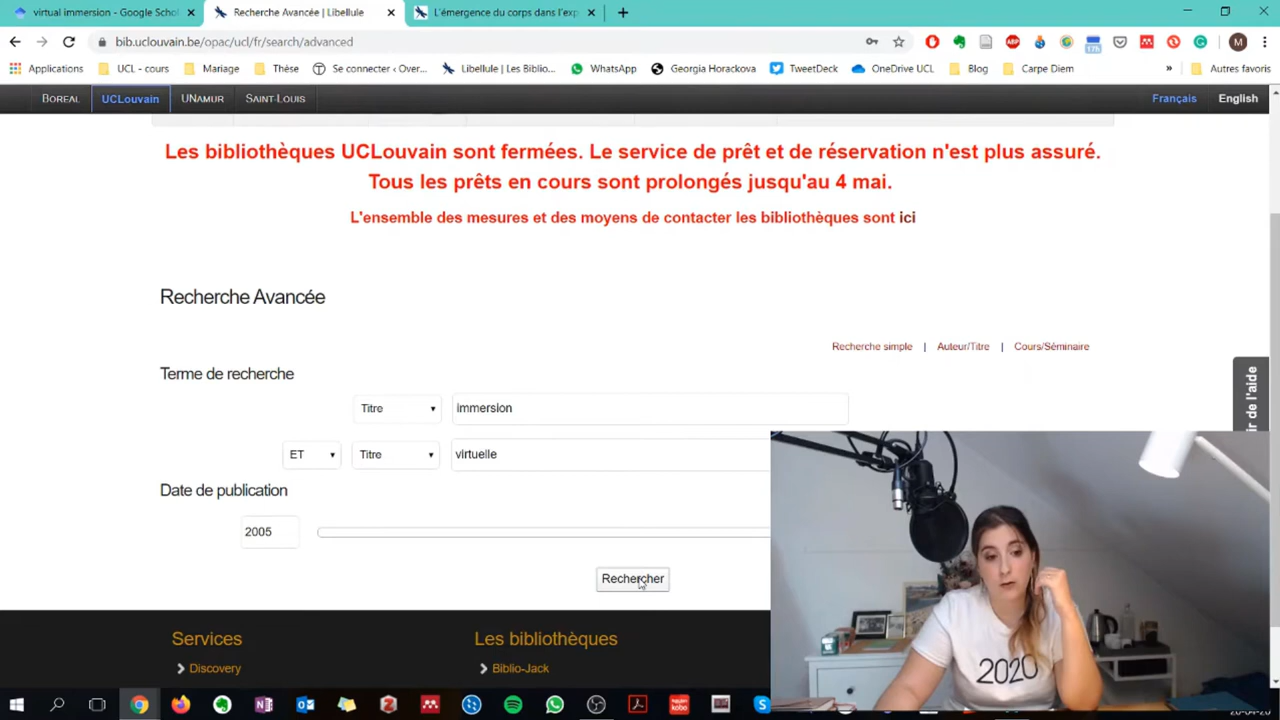 virtual immersion - Google Schol
Recherche Avancée | Libellule
L'émergence du corps dans l'exp
bib.uclouvain.be/opac/ucl/fr/search/advanced
ABP
17h
M
Applications
UCL - cours
Mariage
Thèse
Se connecter ‹ Over...
Libellule | Les Biblio...
WhatsApp
Georgia Horackova
TweetDeck
OneDrive UCL
Blog
Carpe Diem
»
Autres favoris
BOREAL
UCLouvain
UNAMUR
SAINT-LOUIS
Français
English
Les bibliothèques UCLouvain sont fermées. Le service de prêt et de réservation n'est plus assuré.
Tous les prêts en cours sont prolongés jusqu'au 4 mai.
L'ensemble des mesures et des moyens de contacter les bibliothèques sont ici
Recherche Avancée
Recherche simple | Auteur/Titre | Cours/Séminaire
ir de l'aide
Terme de recherche
Titre
immersion
ET
Titre
virtuelle
Date de publication
2005
Rechercher
Services
Les bibliothèques
Discovery
Biblio-Jack
2020